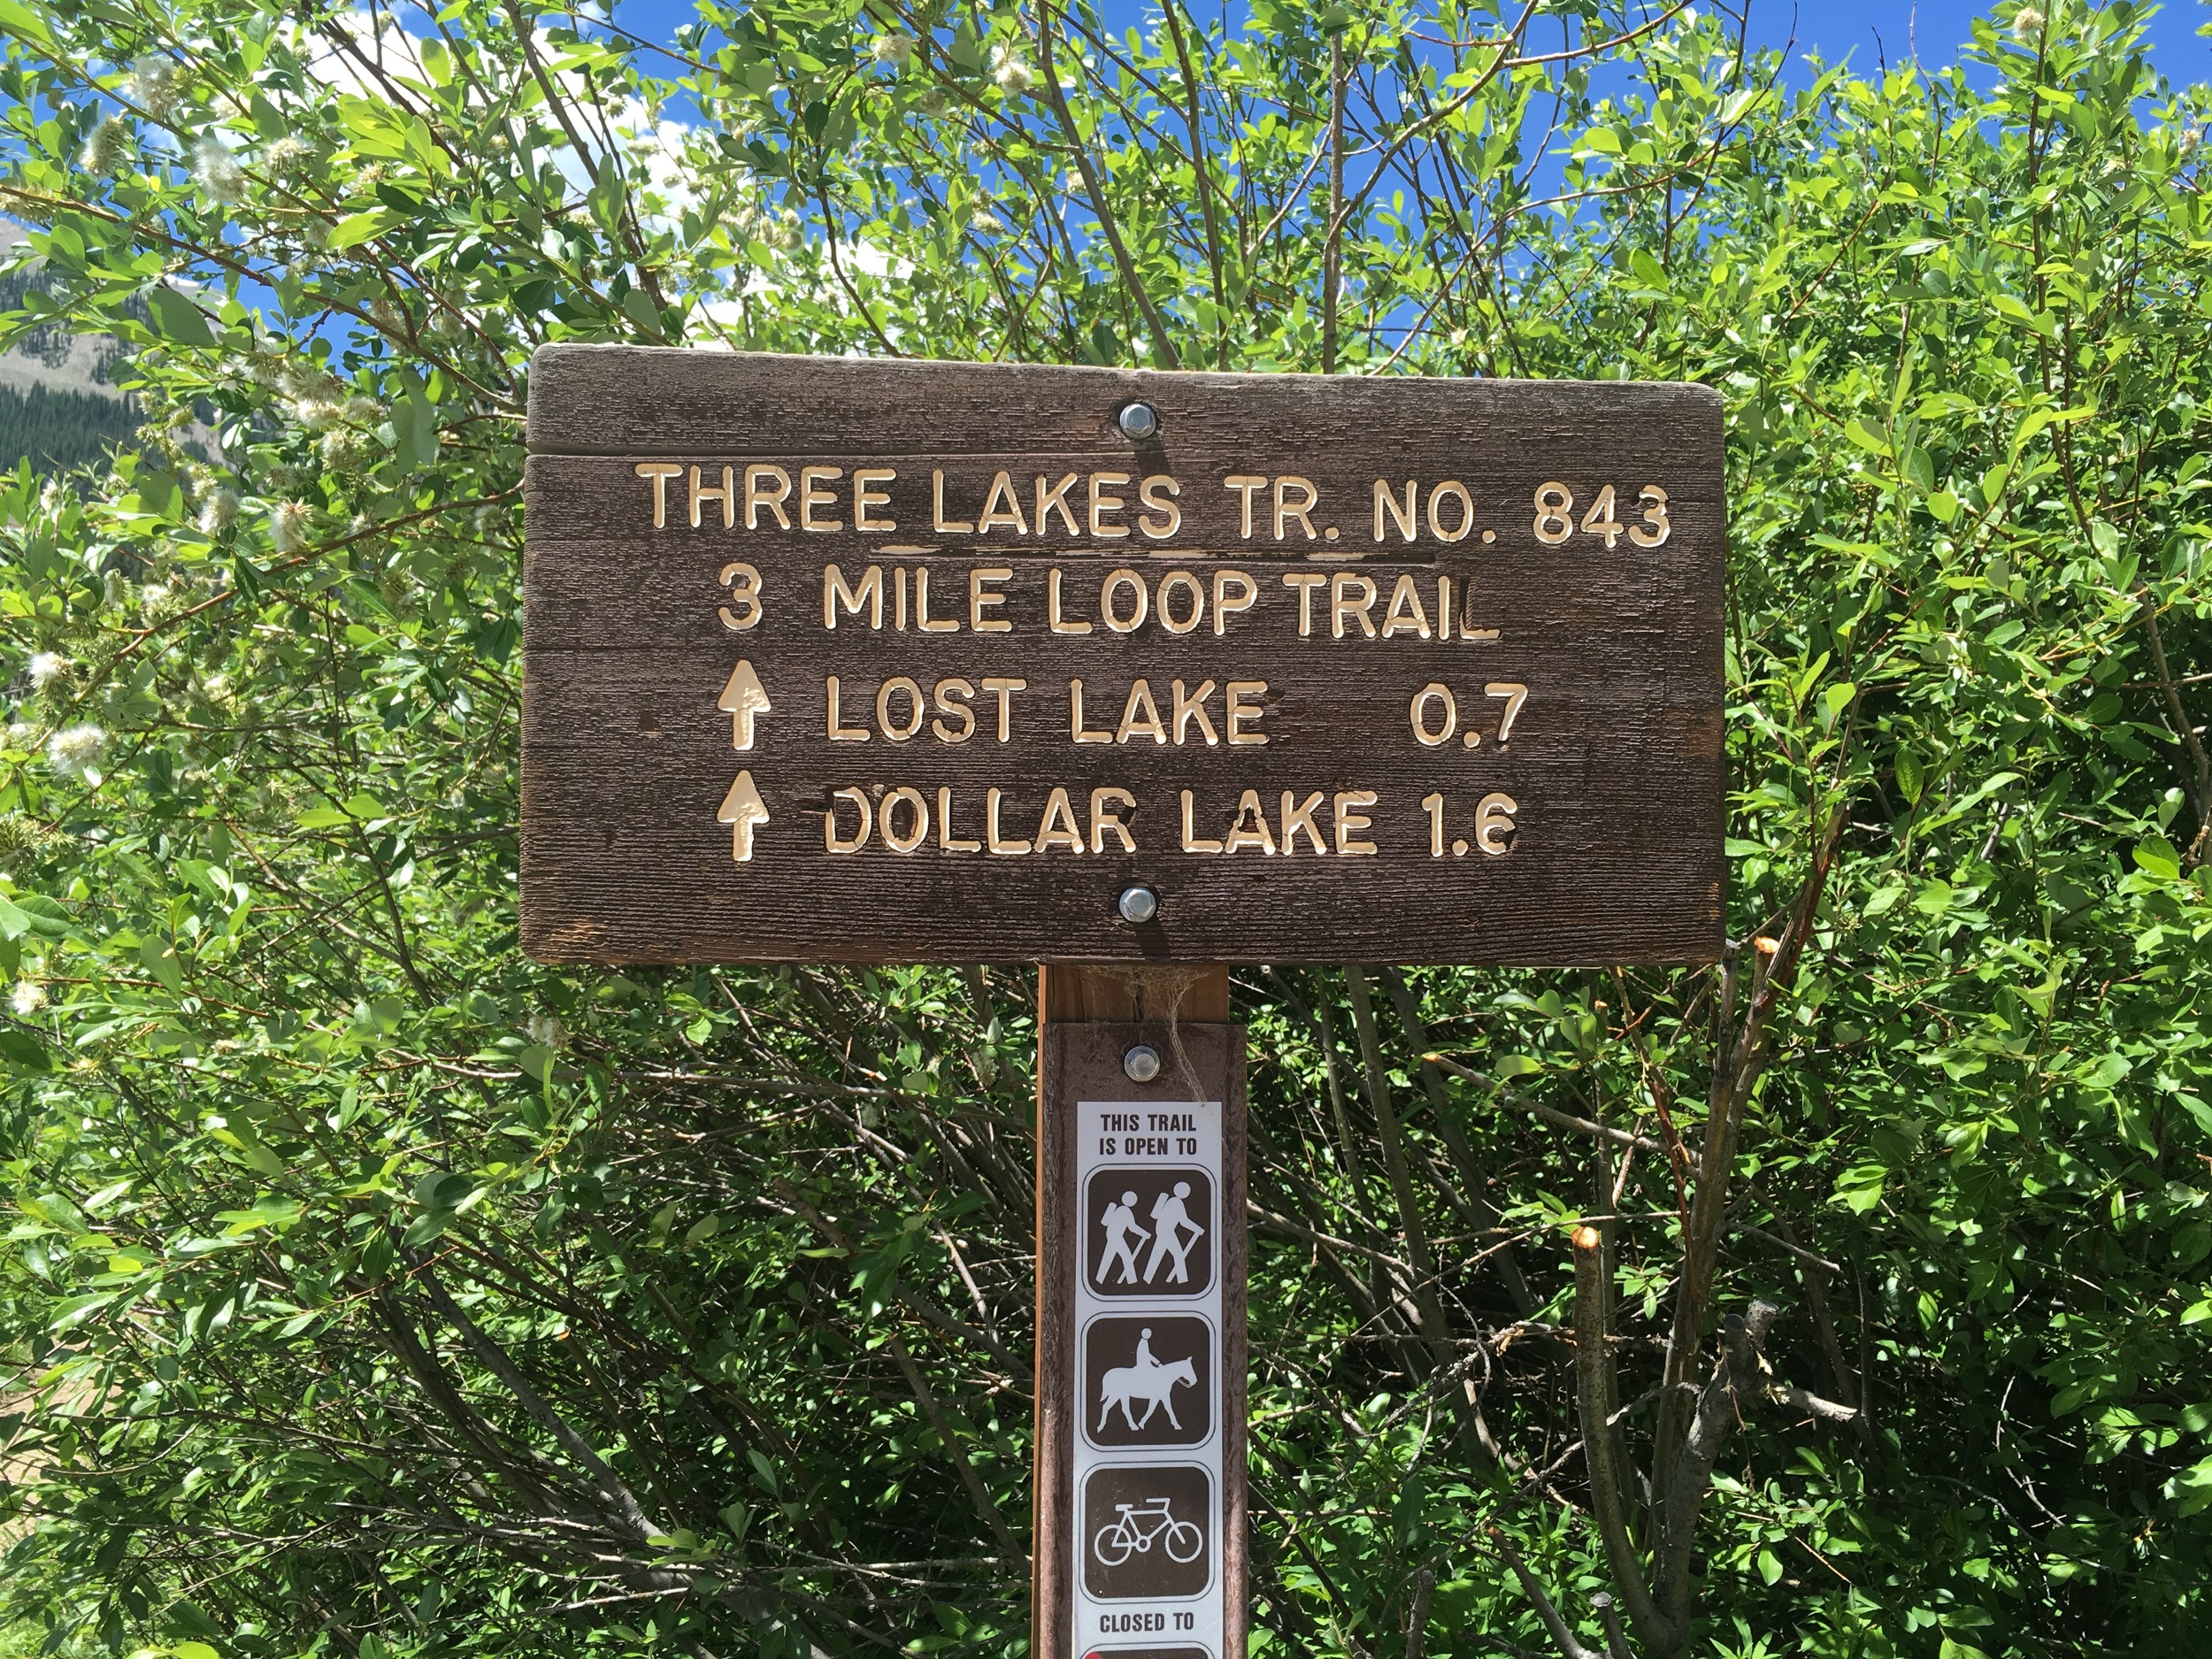 THREE LAKES TR. NO. 843
3 MILE LOOP TRAIL
↑ LOST LAKE 0.7
↑ DOLLAR LAKE 1.6
THIS TRAIL
IS OPEN TO
CLOSED TO